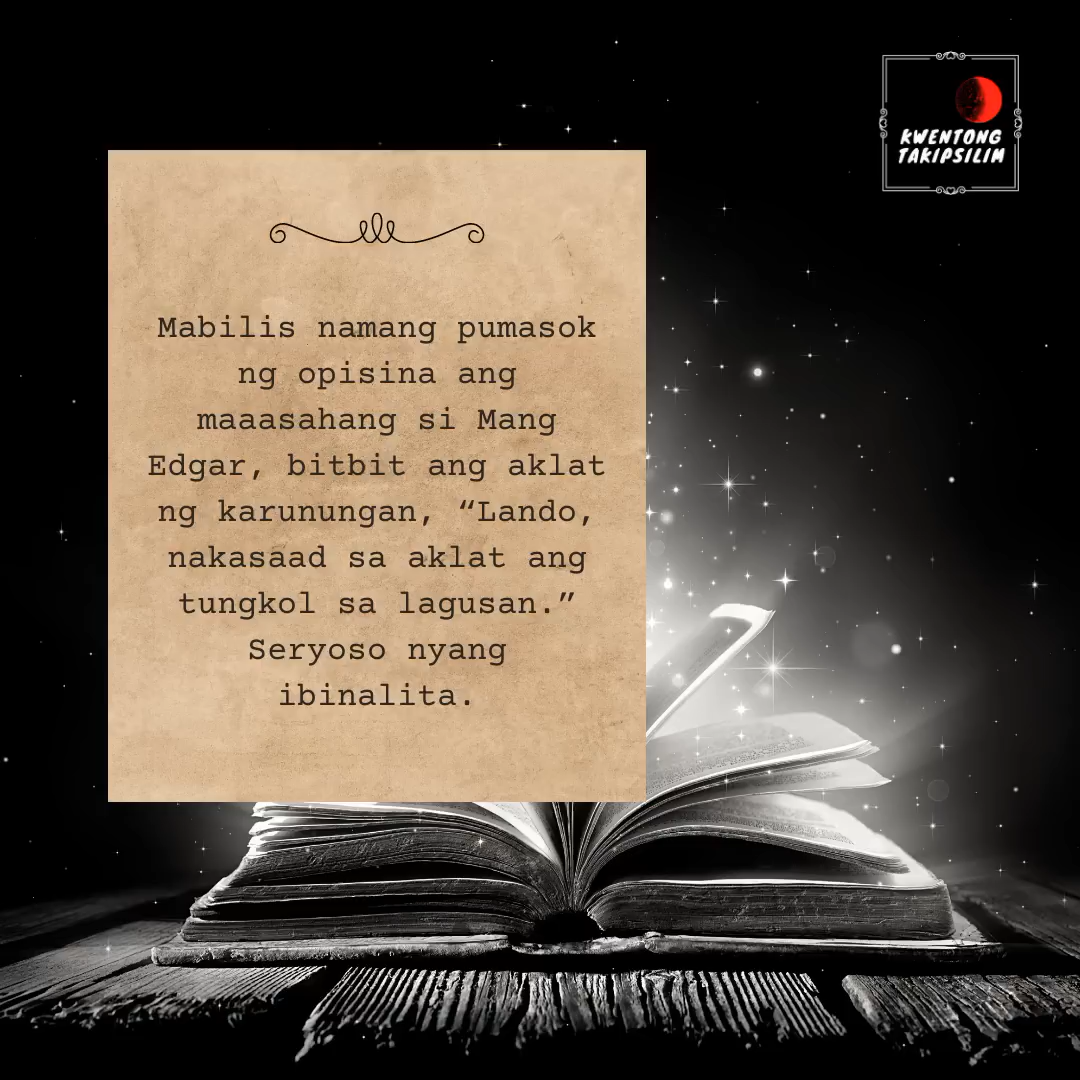 KWENTONG
TAKIPSILIM
Mabilis namang pumasok
ng opisina ang
maaasahang si Mang
Edgar, bitbit ang aklat
ng karunungan, “Lando,
nakasaad sa aklat ang
tungkol sa lagusan.”
Seryoso nyang
ibinalita.